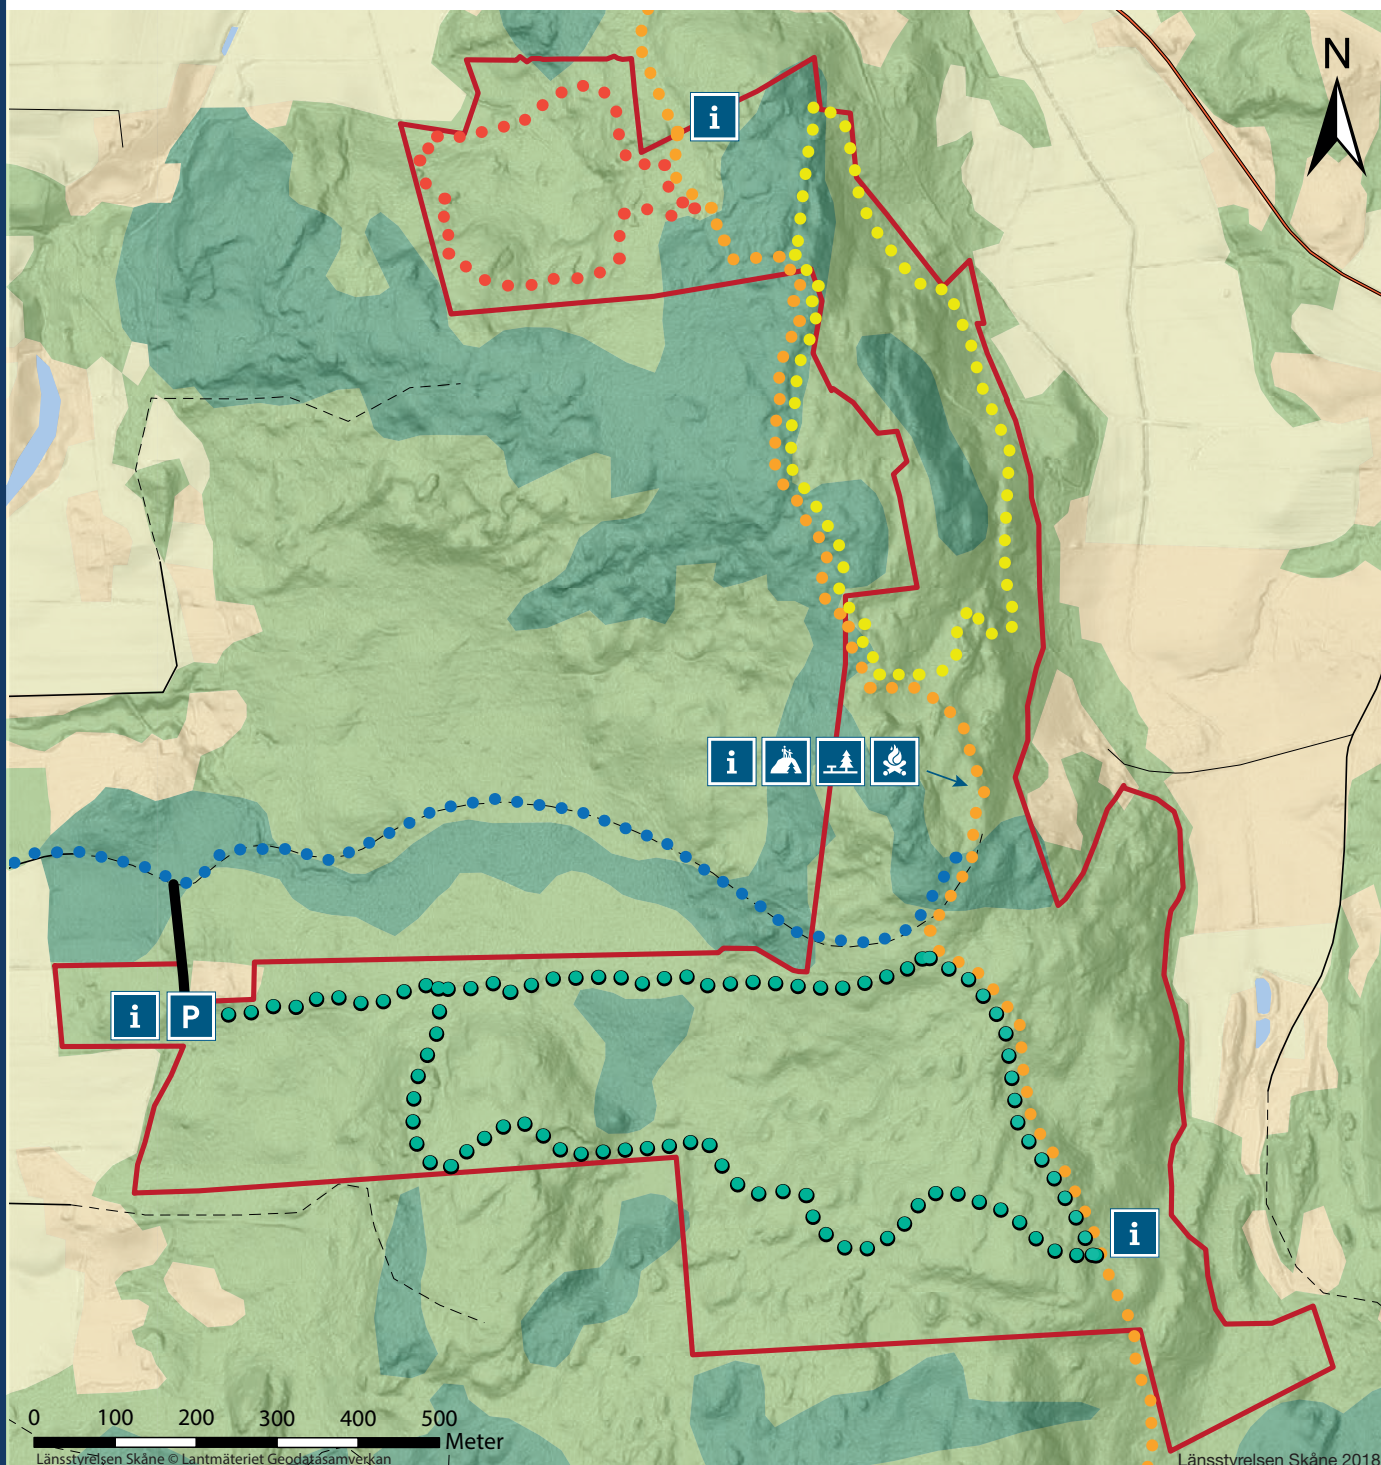 N
i
i
i P
i
0 100 200 300 400 500
Meter
Länsstyrelsen Skåne © Lantmäteriet Geodatasamverkan
Länsstyrelsen Skåne 2018